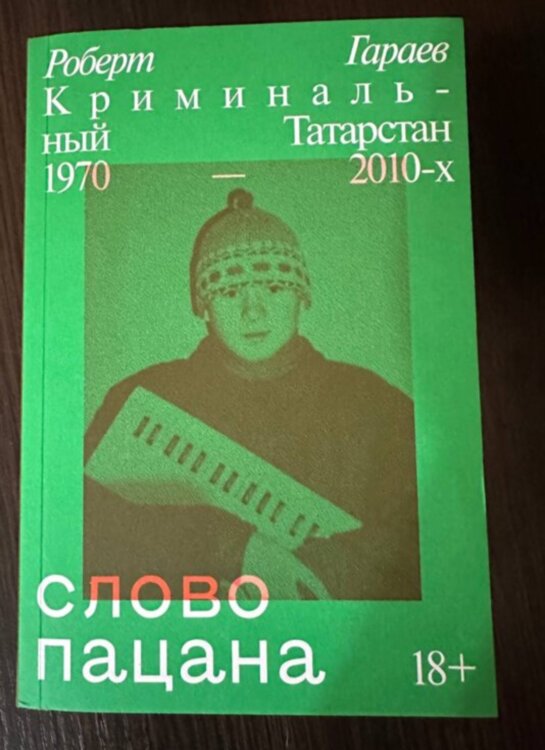 Роберт Гараев
Криминаль-
ный Татарстан
1970 — 2010-х
слово
пацана
18+